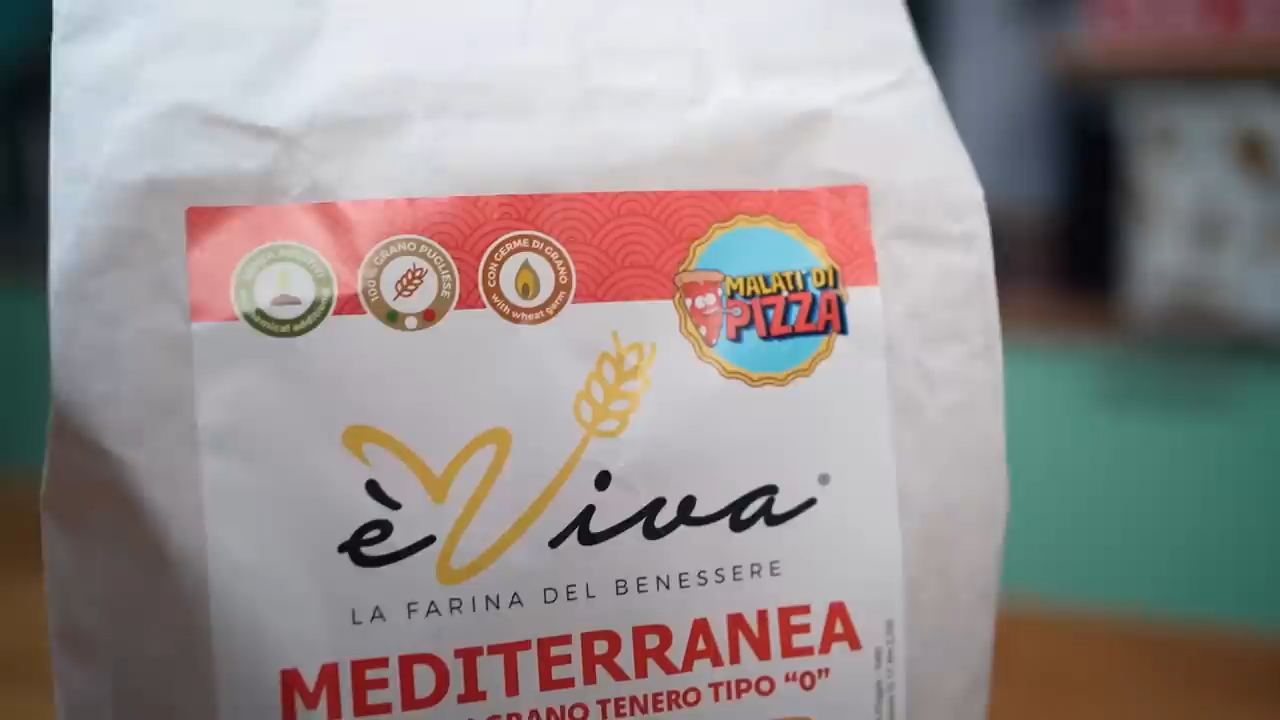 100% GRANO PUGLIESE
CON GERME DI GRANO
with wheat germ
MALATI DI
PIZZA
èViva
LA FARINA DEL BENESSERE
MEDITERRANEA
GRANO TENERO TIPO “0”